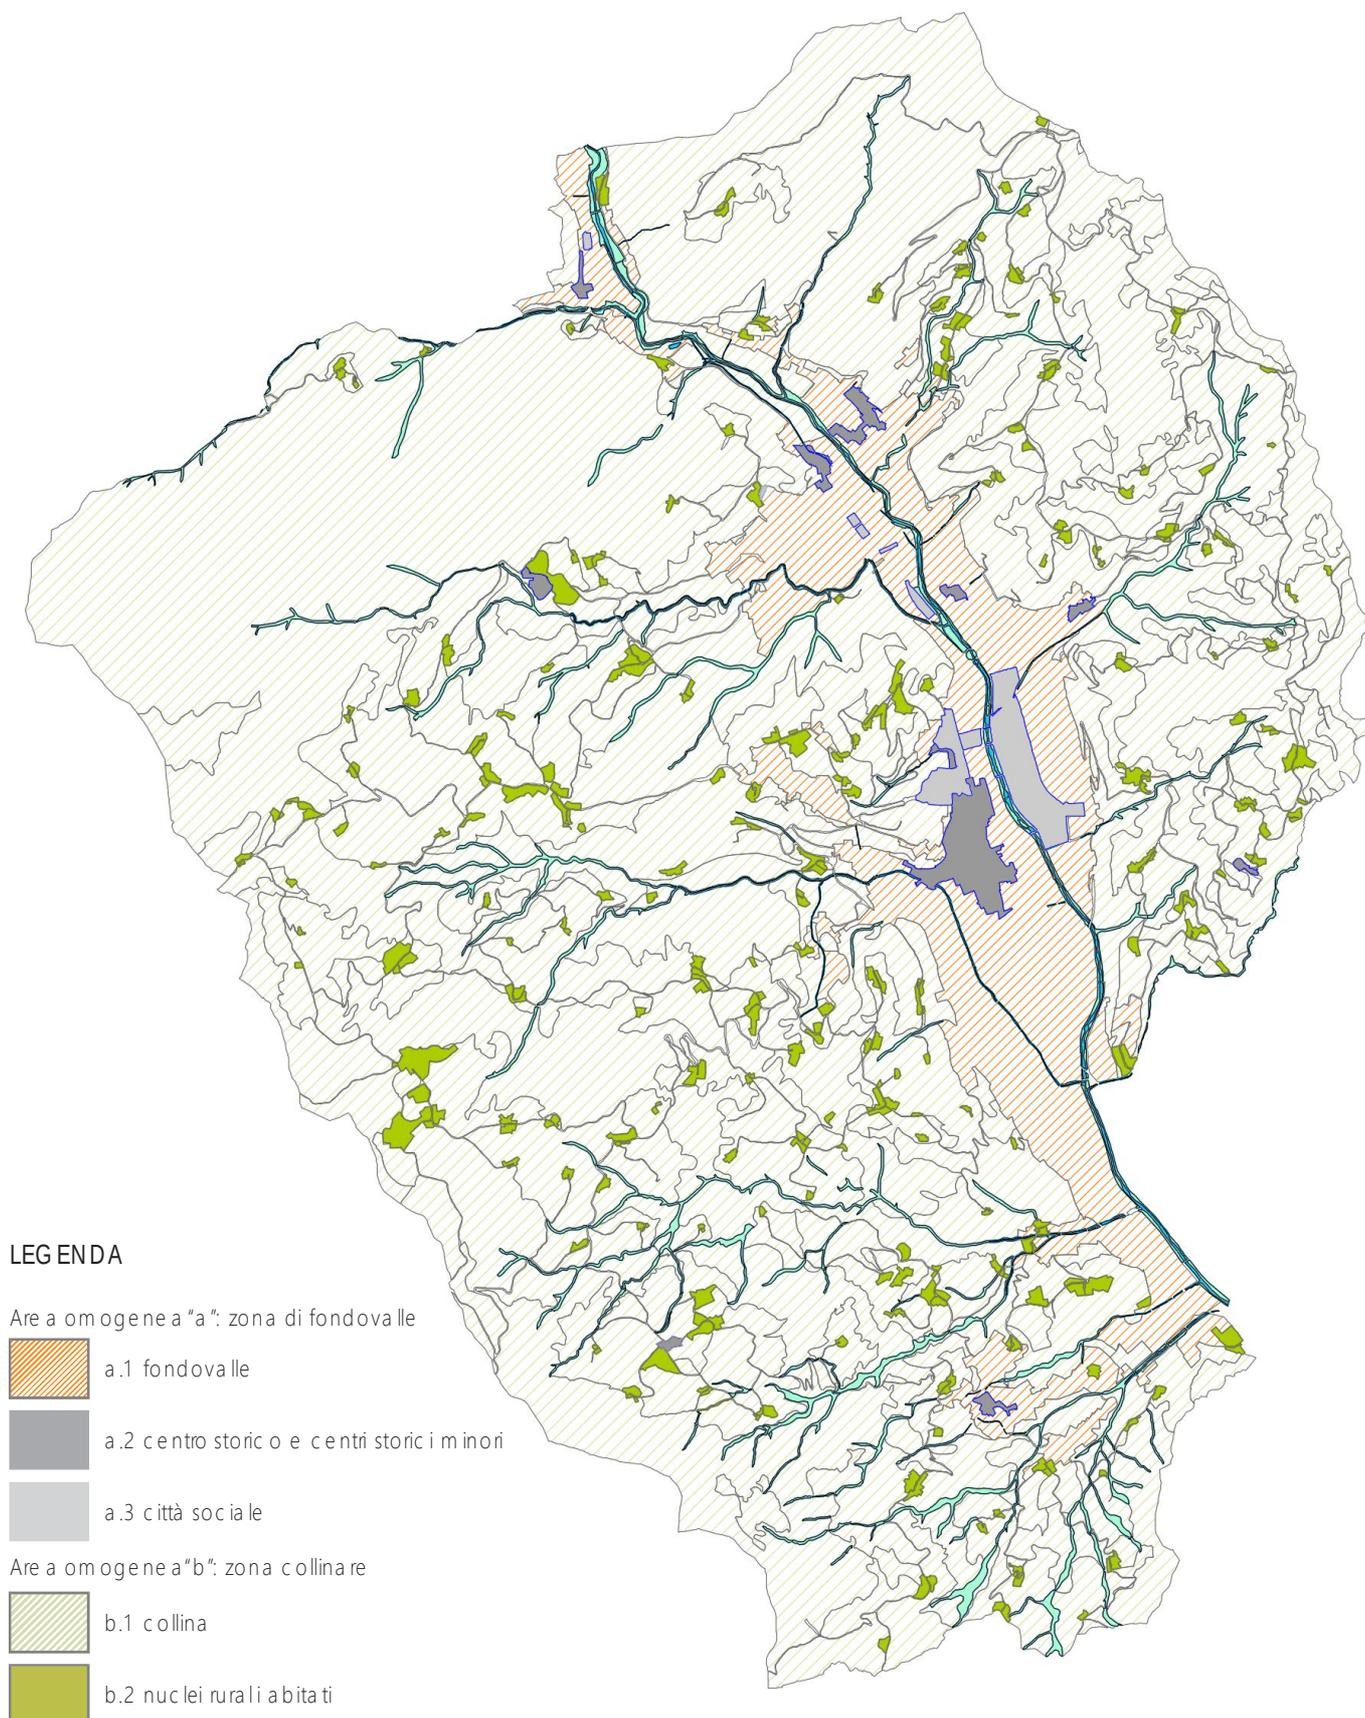 LEGENDA
Area omogenea "a": zona di fondovalle
a.1 fondovalle
a.2 centro storico e centri storici minori
a.3 città sociale
Area omogenea "b": zona collinare
b.1 collina
b.2 nuclei rurali abitati